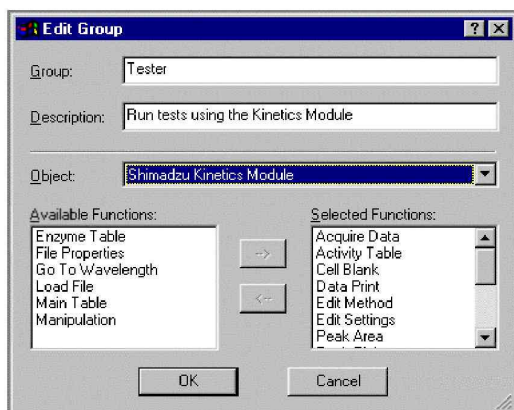 Edit Group
Group: Tester
Description: Run tests using the Kinetics Module
Object: Shimadzu Kinetics Module
Available Functions:
Enzyme Table
File Properties
Go To Wavelength
Load File
Main Table
Manipulation
-->
<--
Selected Functions:
Acquire Data
Activity Table
Cell Blank
Data Print
Edit Method
Edit Settings
Peak Area
OK
Cancel